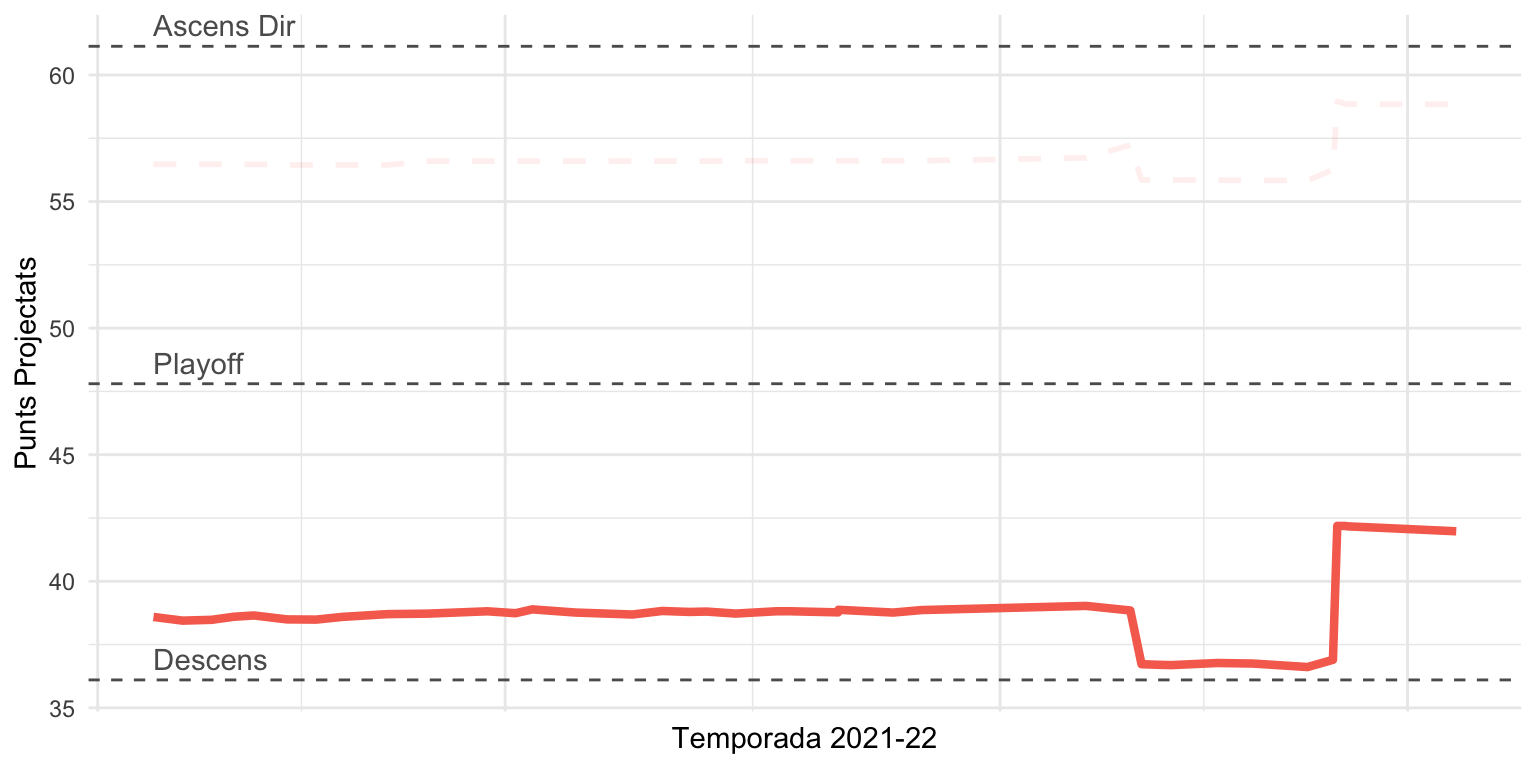 Ascens Dir
60
55
50
Playoff
45
40
Descens
35
Punts Projectats
Temporada 2021-22